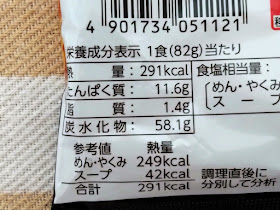 4901734051121
栄養成分表示 1食(82g)当たり
熱 量: 291kcal
たんぱく質: 11.6g
脂 質: 1.4g
炭水化物: 58.1g
食塩相当量:
めん・やくみ
スープ
参考値 熱量
めん・やくみ 249kcal
スープ 42kcal
合計 291kcal
調理直後に
分別して分析